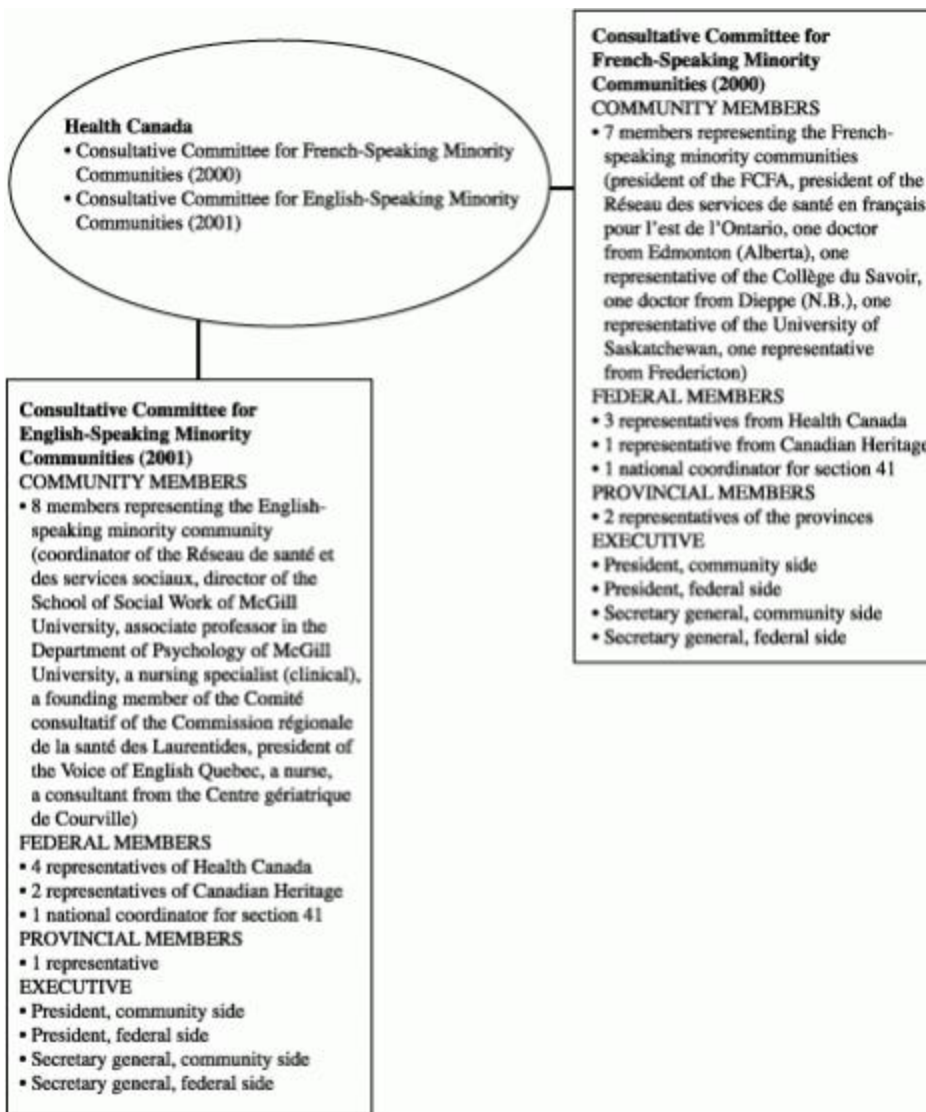 Health Canada
• Consultative Committee for French-Speaking Minority
Communities (2000)
• Consultative Committee for English-Speaking Minority
Communities (2001)
Consultative Committee for
French-Speaking Minority
Communities (2000)
COMMUNITY MEMBERS
• 7 members representing the French-
speaking minority communities
(president of the FCFA, president of the
Réseau des services de santé en français
pour l'est de l'Ontario, one doctor
from Edmonton (Alberta), one
representative of the Collège du Savoir,
one doctor from Dieppe (N.B.), one
representative of the University of
Saskatchewan, one representative
from Fredericton)
FEDERAL MEMBERS
• 3 representatives from Health Canada
• 1 representative from Canadian Heritage
• 1 national coordinator for section 41
PROVINCIAL MEMBERS
• 2 representatives of the provinces
EXECUTIVE
• President, community side
• President, federal side
• Secretary general, community side
• Secretary general, federal side
Consultative Committee for
English-Speaking Minority
Communities (2001)
COMMUNITY MEMBERS
• 8 members representing the English-
speaking minority community
(coordinator of the Réseau de santé et
des services sociaux, director of the
School of Social Work of McGill
University, associate professor in the
Department of Psychology of McGill
University, a nursing specialist (clinical),
a founding member of the Comité
consultatif of the Commission régionale
de la santé des Laurentides, president of
the Voice of English Quebec, a nurse,
a consultant from the Centre gériatrique
de Courville)
FEDERAL MEMBERS
• 4 representatives of Health Canada
• 2 representatives of Canadian Heritage
• 1 national coordinator for section 41
PROVINCIAL MEMBERS
• 1 representative
EXECUTIVE
• President, community side
• President, federal side
• Secretary general, community side
• Secretary general, federal side